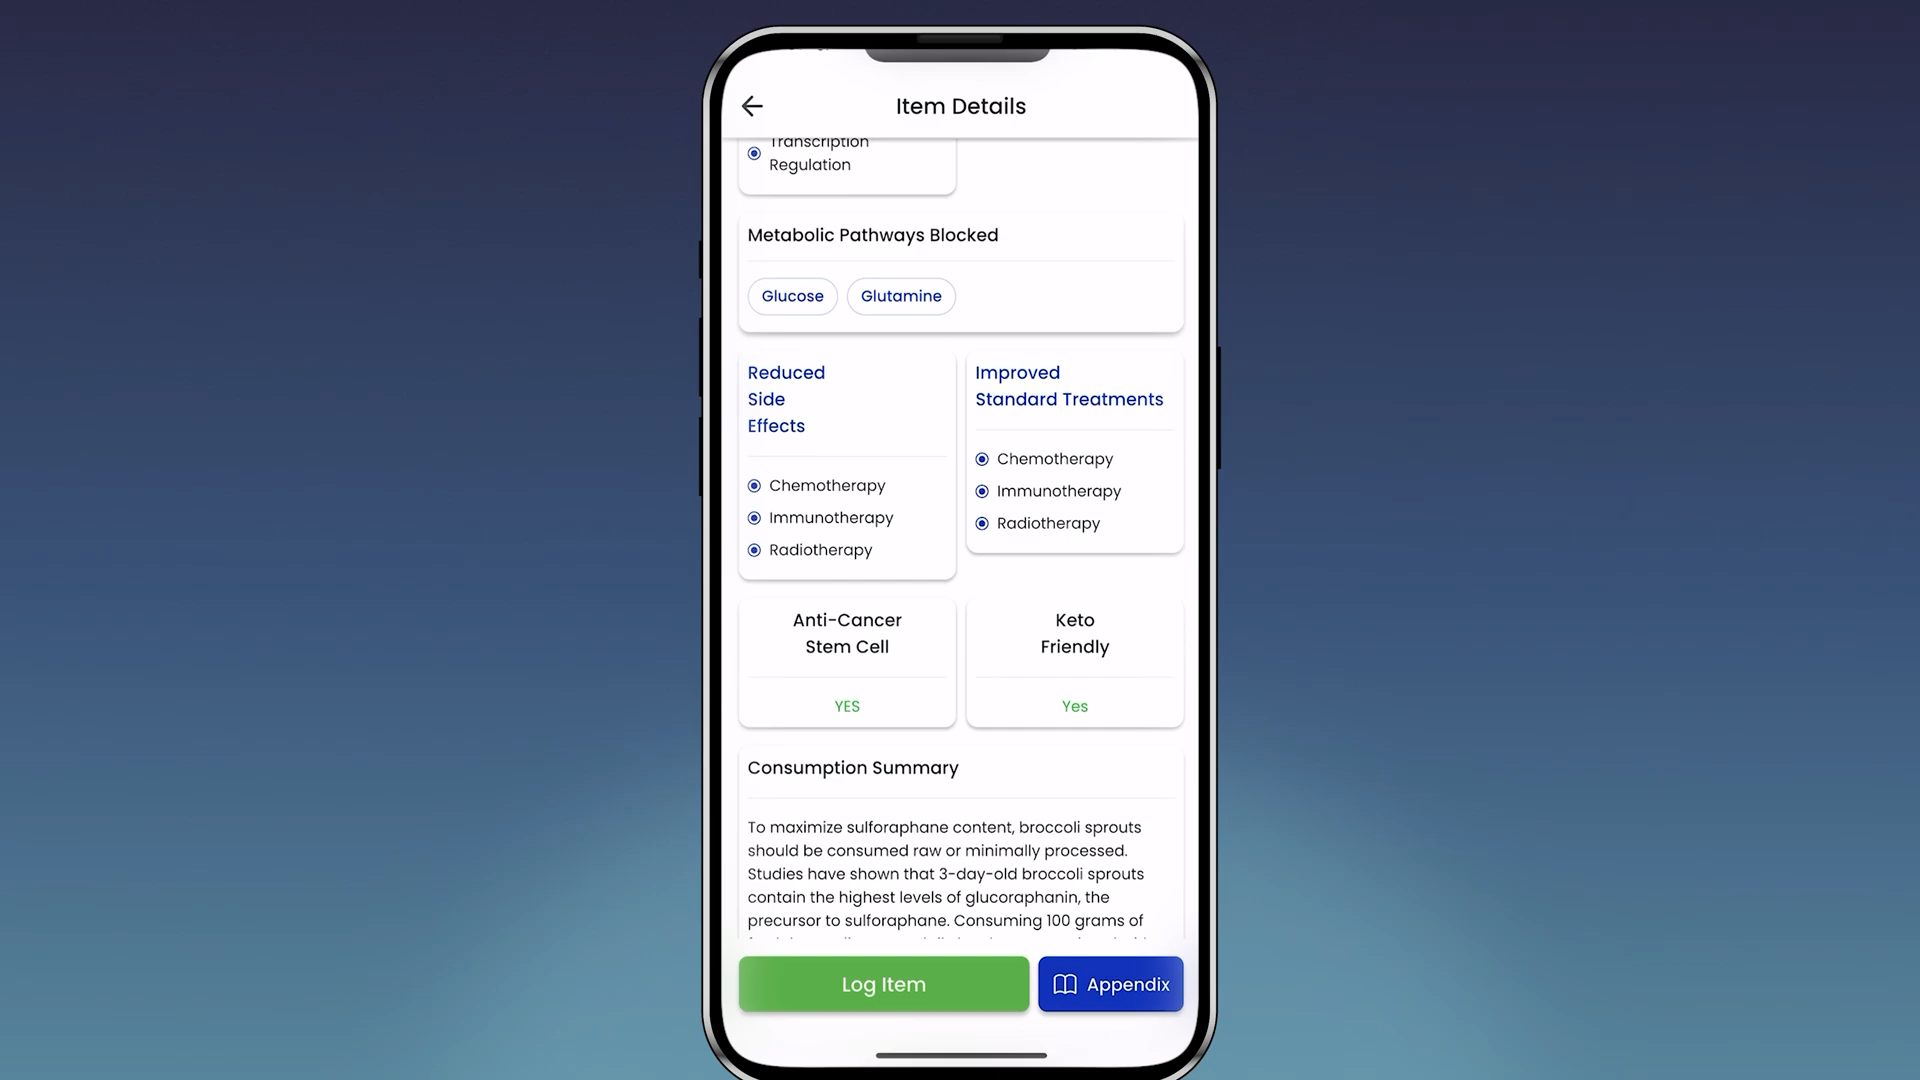 Item Details
Transcription
Regulation
Metabolic Pathways Blocked
Glucose
Glutamine
Reduced
Side
Effects
Chemotherapy
Immunotherapy
Radiotherapy
Improved
Standard Treatments
Chemotherapy
Immunotherapy
Radiotherapy
Anti-Cancer
Stem Cell
YES
Keto
Friendly
Yes
Consumption Summary
To maximize sulforaphane content, broccoli sprouts
should be consumed raw or minimally processed.
Studies have shown that 3-day-old broccoli sprouts
contain the highest levels of glucoraphanin, the
precursor to sulforaphane. Consuming 100 grams of
Log Item
Appendix